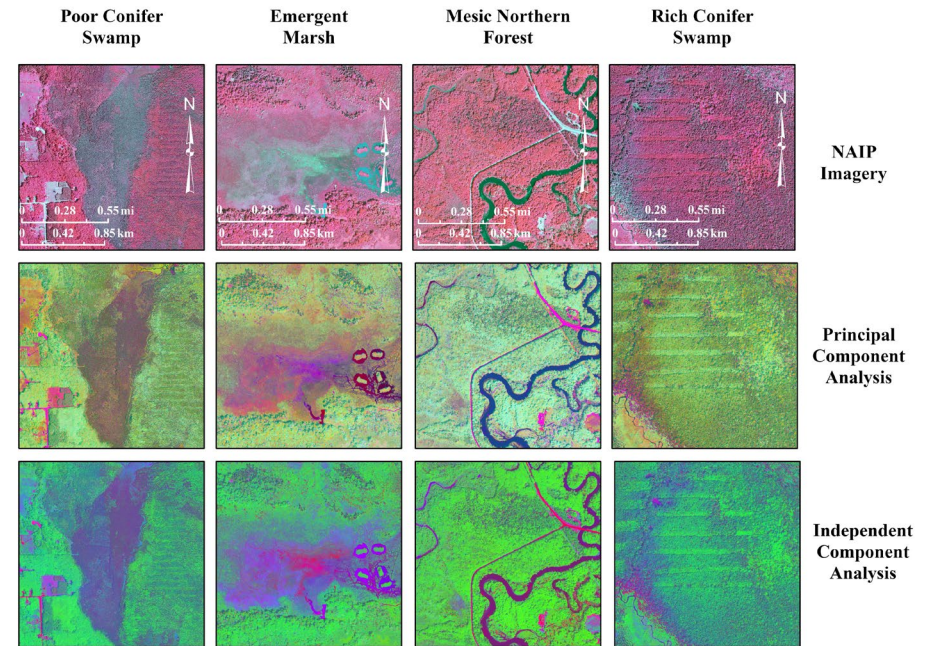 Poor Conifer
Swamp
Emergent
Marsh
Mesic Northern
Forest
Rich Conifer
Swamp
N
0 0.28 0.55 mi
0 0.42 0.85 km
N
0 0.28 0.55 mi
0 0.42 0.85 km
N
0 0.28 0.55 mi
0 0.42 0.85 km
N
0 0.28 0.55 mi
0 0.42 0.85 km
NAIP
Imagery
Principal
Component
Analysis
Independent
Component
Analysis